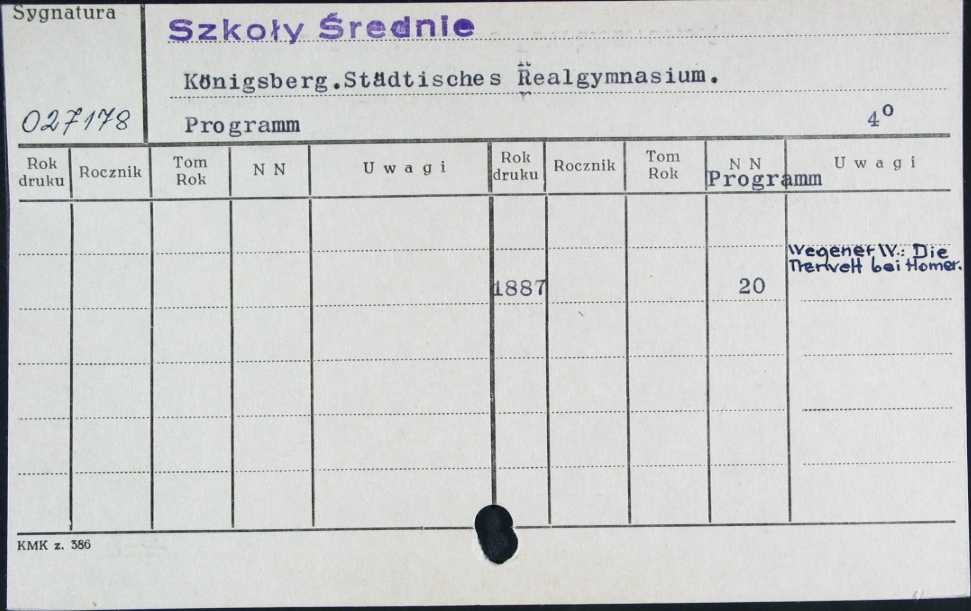 Sygnatura
Szkoły Średnie
Königsberg.Städtisches Realgymnasium.
027178
Programm
4º
Rok druku Rocznik Tom Rok N N U w a g i Rok druku Rocznik Tom Rok N N U w a g i
Programm
Wegener W.: Die
Tierwelt bei Homer.
1887 20
KMK z. 386